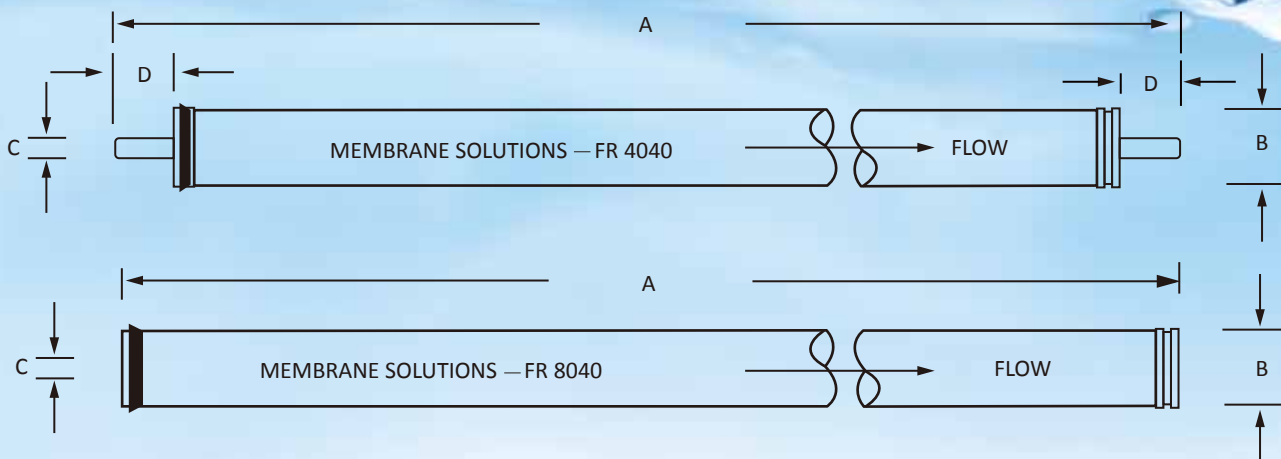 A
D
D
C
MEMBRANE SOLUTIONS — FR 4040
FLOW
B
A
C
MEMBRANE SOLUTIONS — FR 8040
FLOW
B